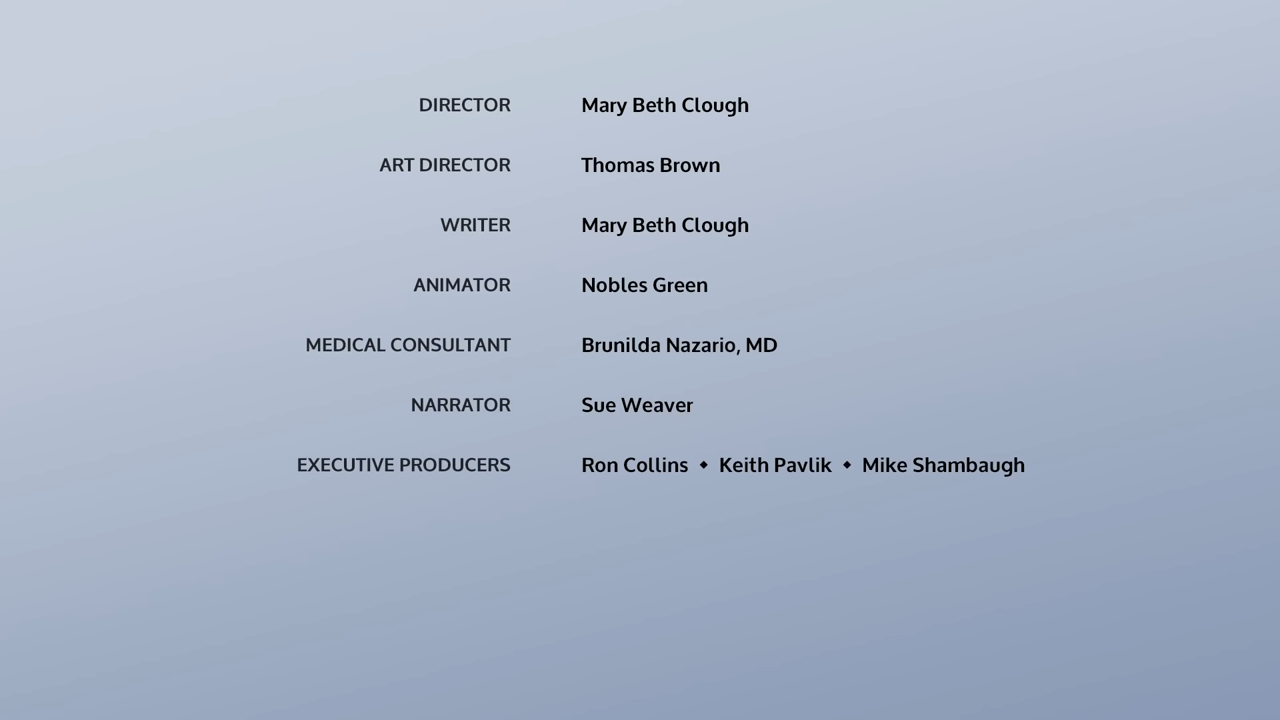 DIRECTOR Mary Beth Clough
ART DIRECTOR Thomas Brown
WRITER Mary Beth Clough
ANIMATOR Nobles Green
MEDICAL CONSULTANT Brunilda Nazario, MD
NARRATOR Sue Weaver
EXECUTIVE PRODUCERS Ron Collins ◆ Keith Pavlik ◆ Mike Shambaugh